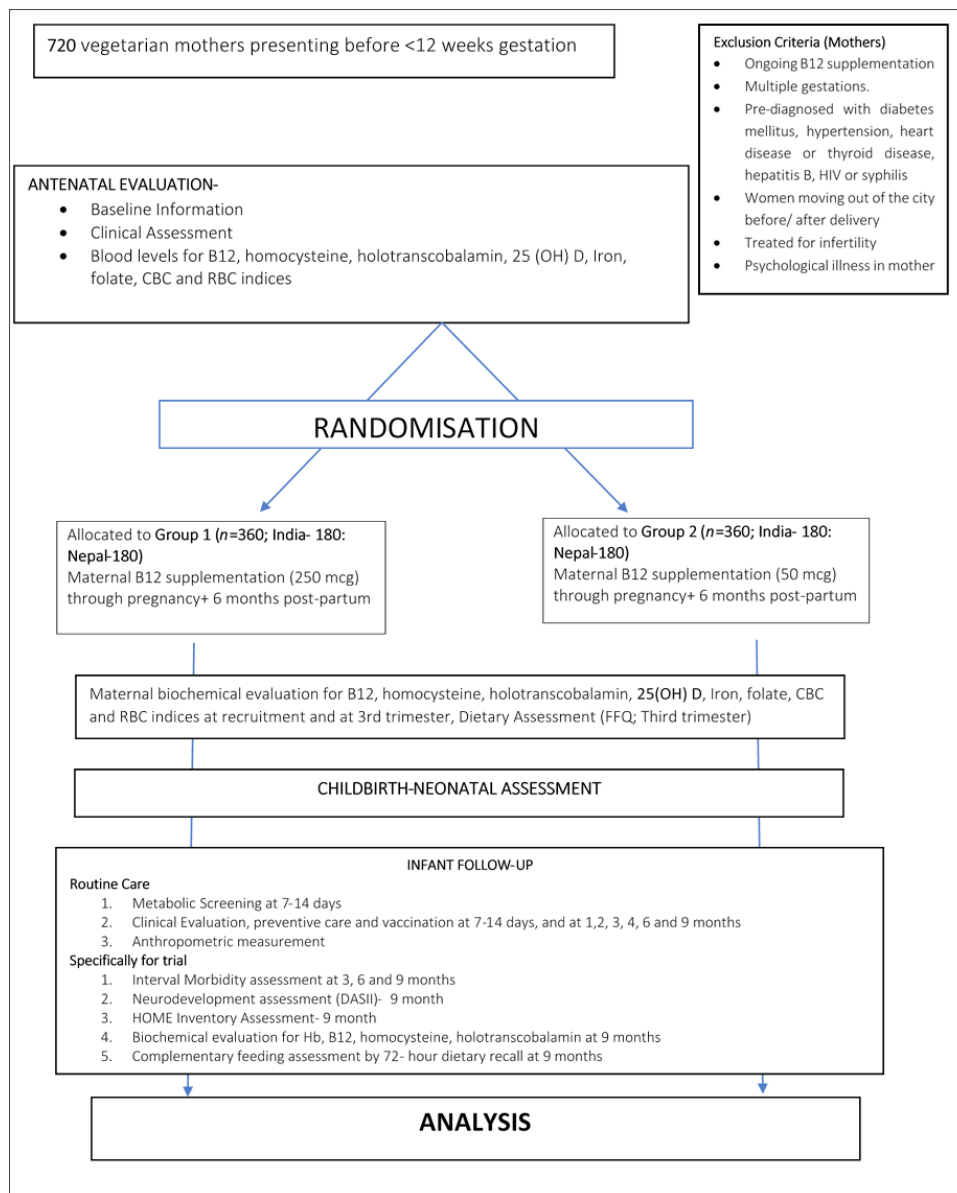 720 vegetarian mothers presenting before <12 weeks gestation
Exclusion Criteria (Mothers)
• Ongoing B12 supplementation
• Multiple gestations.
• Pre-diagnosed with diabetes
mellitus, hypertension, heart
disease or thyroid disease,
hepatitis B, HIV or syphilis
• Women moving out of the city
before/ after delivery
• Treated for infertility
• Psychological illness in mother
ANTENATAL EVALUATION-
• Baseline Information
• Clinical Assessment
• Blood levels for B12, homocysteine, holotranscobalamin, 25 (OH) D, Iron,
folate, CBC and RBC indices
RANDOMISATION
Allocated to Group 1 (n=360; India- 180:
Nepal-180)
Maternal B12 supplementation (250 mcg)
through pregnancy+ 6 months post-partum
Allocated to Group 2 (n=360; India- 180:
Nepal-180)
Maternal B12 supplementation (50 mcg)
through pregnancy+ 6 months post-partum
Maternal biochemical evaluation for B12, homocysteine, holotranscobalamin, 25(OH) D, Iron, folate, CBC
and RBC indices at recruitment and at 3rd trimester, Dietary Assessment (FFQ; Third trimester)
CHILDBIRTH-NEONATAL ASSESSMENT
INFANT FOLLOW-UP
Routine Care
1. Metabolic Screening at 7-14 days
2. Clinical Evaluation, preventive care and vaccination at 7-14 days, and at 1,2, 3, 4, 6 and 9 months
3. Anthropometric measurement
Specifically for trial
1. Interval Morbidity assessment at 3, 6 and 9 months
2. Neurodevelopment assessment (DASII)- 9 month
3. HOME Inventory Assessment- 9 month
4. Biochemical evaluation for Hb, B12, homocysteine, holotranscobalamin at 9 months
5. Complementary feeding assessment by 72- hour dietary recall at 9 months
ANALYSIS